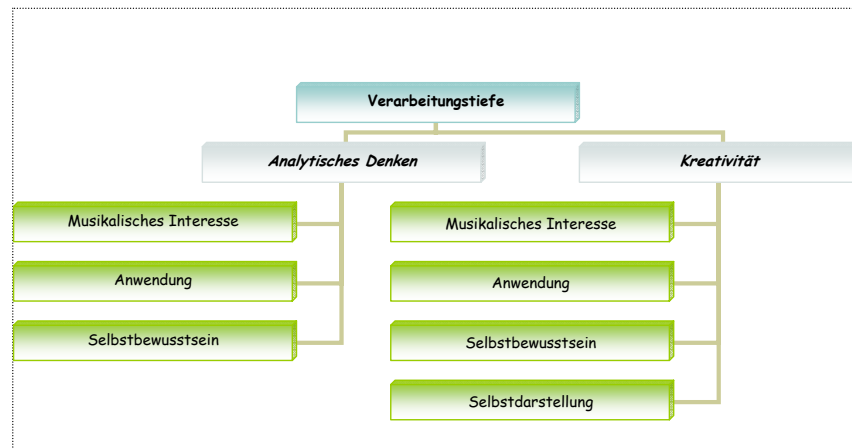 Verarbeitungstiefe
Analytisches Denken
Kreativität
Musikalisches Interesse
Musikalisches Interesse
Anwendung
Anwendung
Selbstbewusstsein
Selbstbewusstsein
Selbstdarstellung